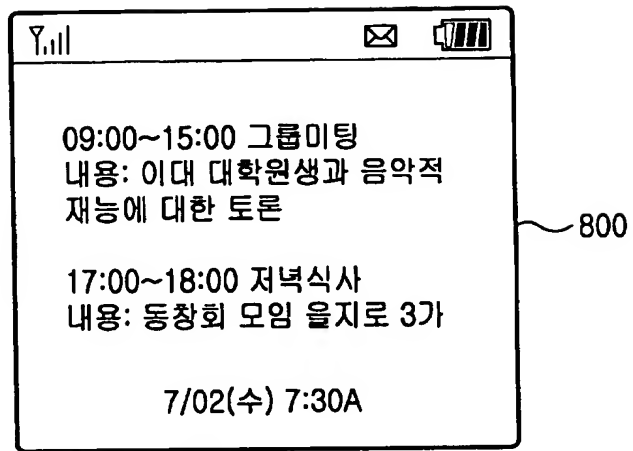 09:00~15:00 그룹미팅
내용: 이대 대학원생과 음악적
재능에 대한 토론
800
17:00~18:00 저녁식사
내용: 동창회 모임 을지로 3가
7/02(수) 7:30A